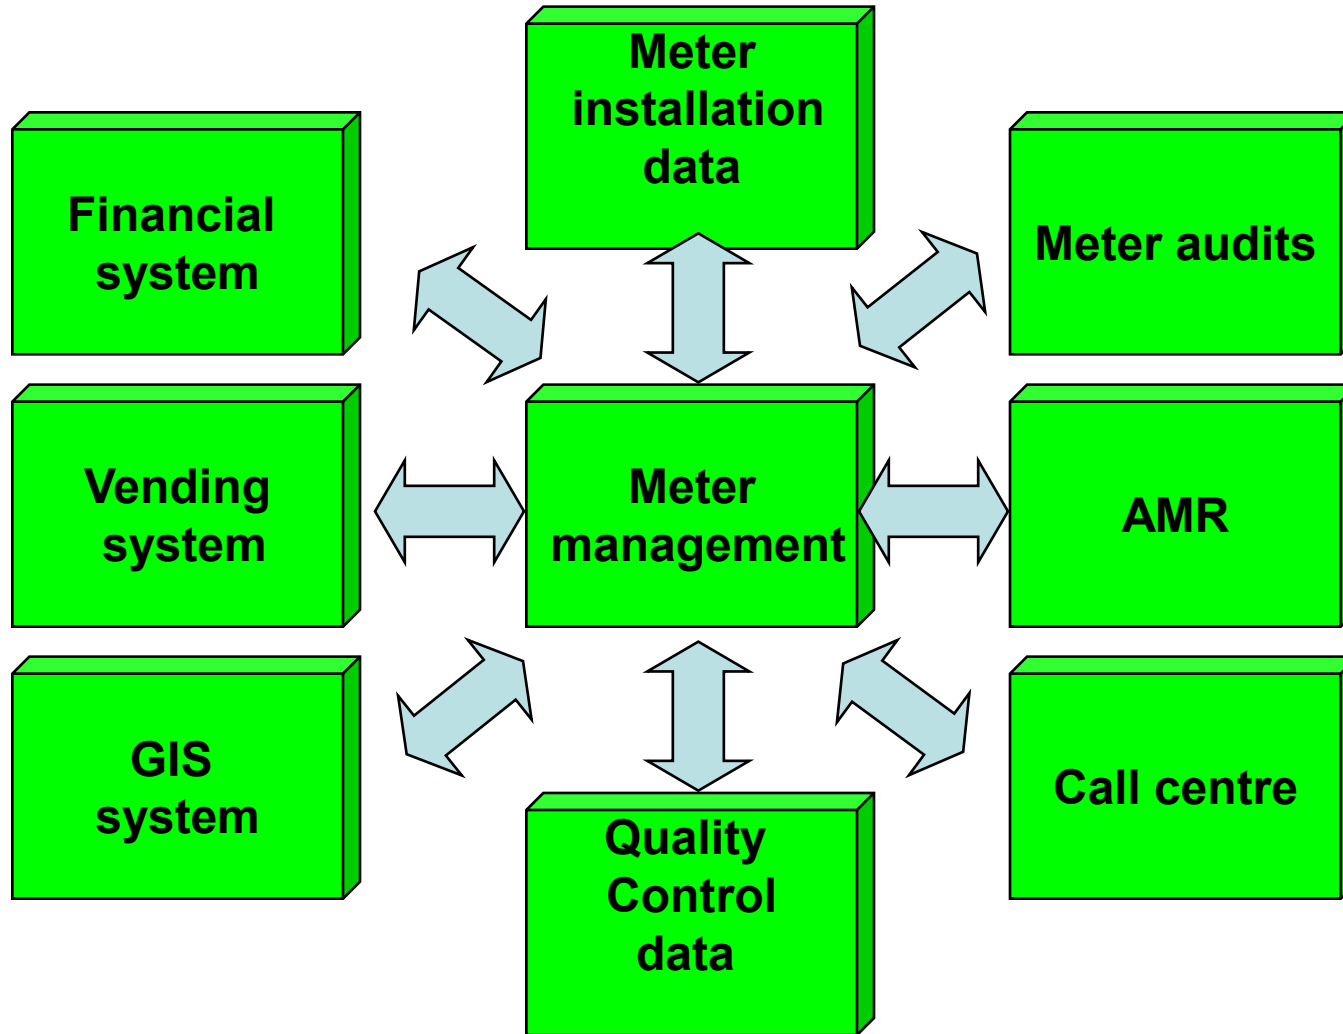 Meter
installation
data
Financial
system
Meter audits
Vending
system
Meter
management
AMR
GIS
system
Call centre
Quality
Control
data